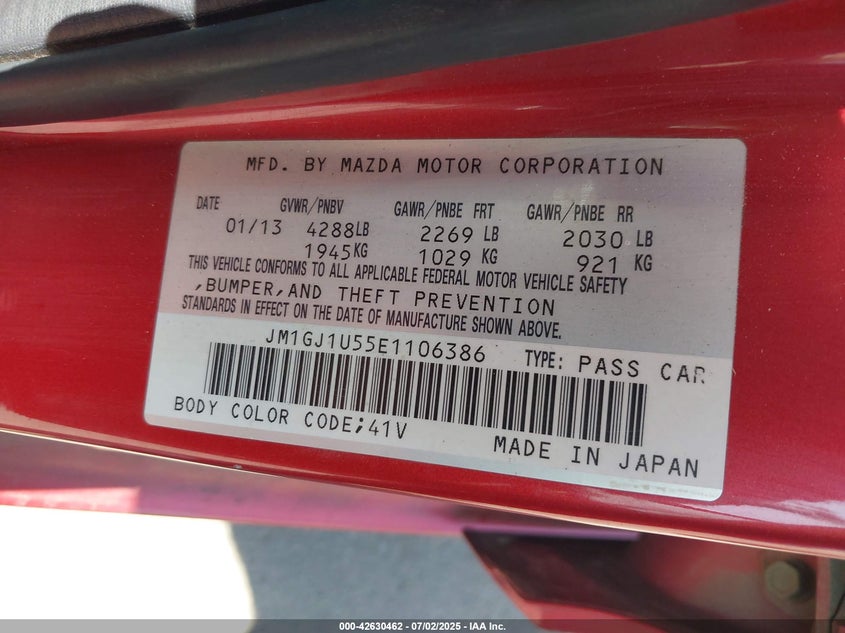 MFD. BY MAZDA MOTOR CORPORATION
DATE GVWR/PNBV GAWR/PNBE FRT GAWR/PNBE RR
01/13 4288LB 2269 LB 2030 LB
1945KG 1029 KG 921 KG
THIS VEHICLE CONFORMS TO ALL APPLICABLE FEDERAL MOTOR VEHICLE SAFETY
,BUMPER,AND THEFT PREVENTION
STANDARDS IN EFFECT ON THE DATE OF MANUFACTURE SHOWN ABOVE.
JM1GJ1U55E1106386 TYPE: PASS CAR
BODY COLOR CODE;41V
MADE IN JAPAN
000-42630462 - 07/02/2025 - IAA Inc.